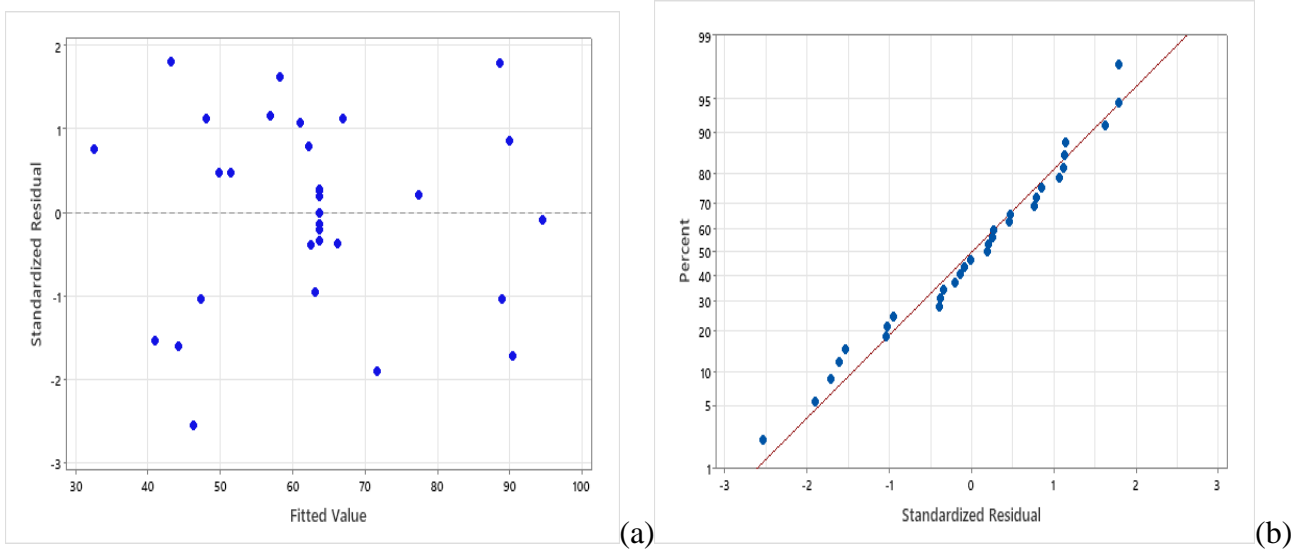 2
1
0
-1
-2
-3
Standardized Residual
30 40 50 60 70 80 90 100
Fitted Value
(a)
99
95
90
80
70
60
50
40
30
20
10
5
1
Percent
-3 -2 -1 0 1 2 3
Standardized Residual
(b)